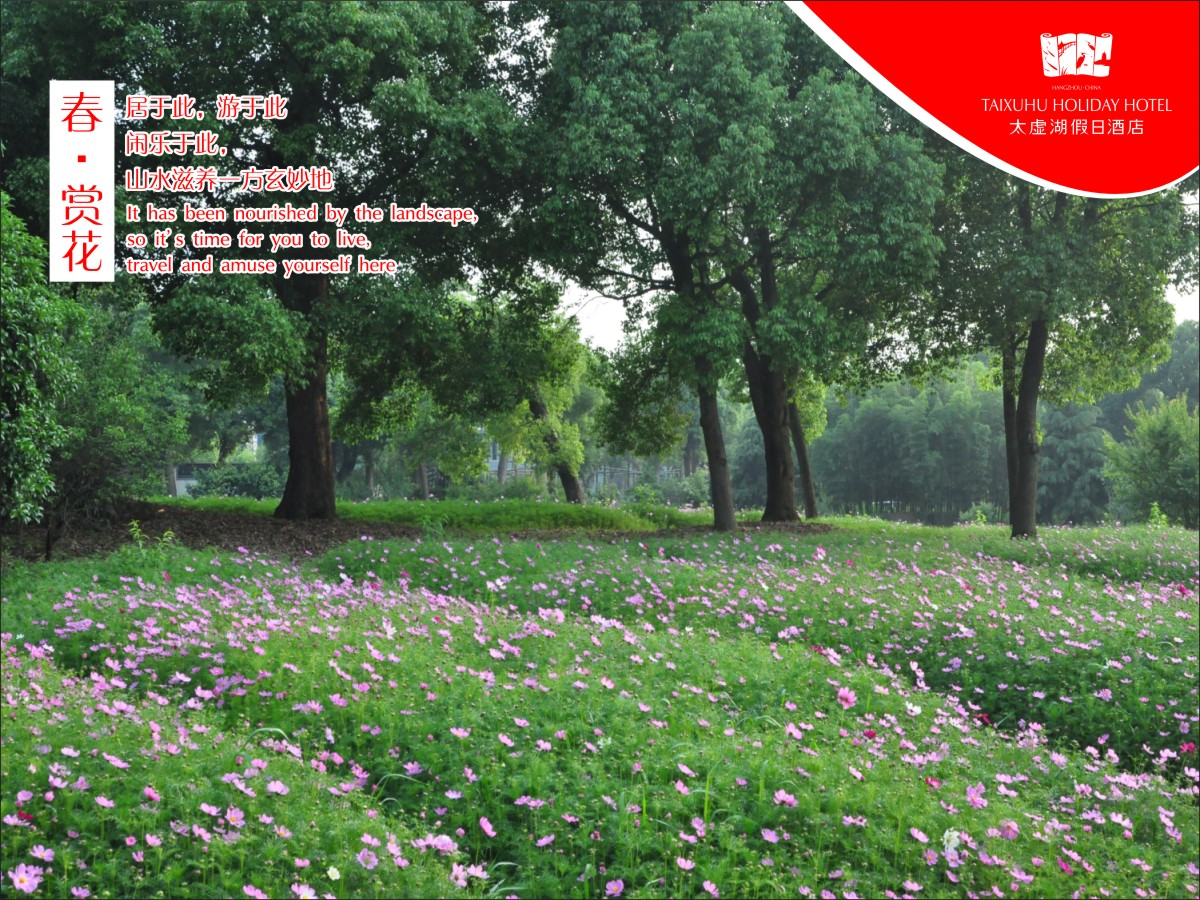 春·赏花
居于此，游于此
闲乐于此，
山水滋养一方玄妙地
It has been nourished by the landscape,
so it's time for you to live,
travel and amuse yourself here
HANGZHOU·CHINA
TAIXUHU HOLIDAY HOTEL
太虚湖假日酒店